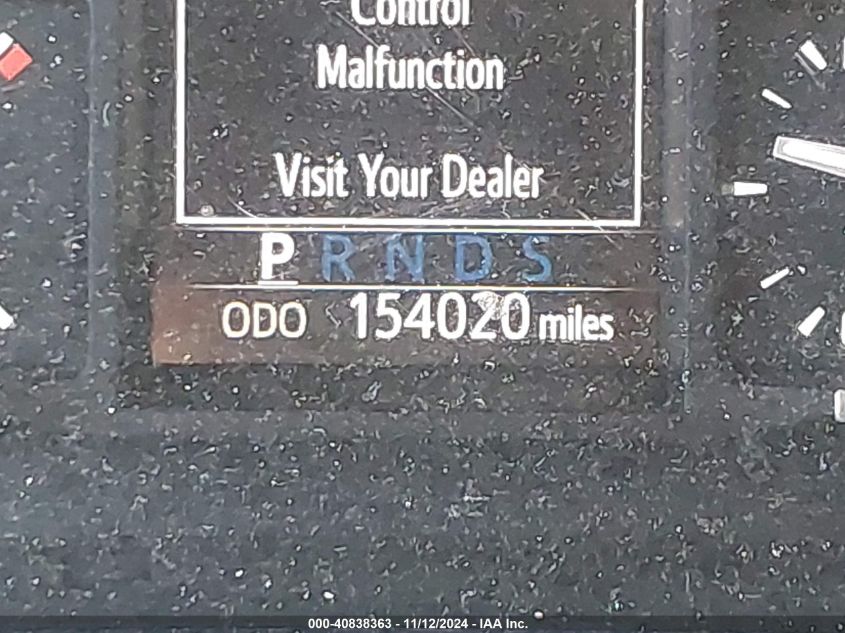 Control
Malfunction
Visit Your Dealer
P R N D S
ODO 154020 miles
000-40838363 - 11/12/2024 - IAA Inc.